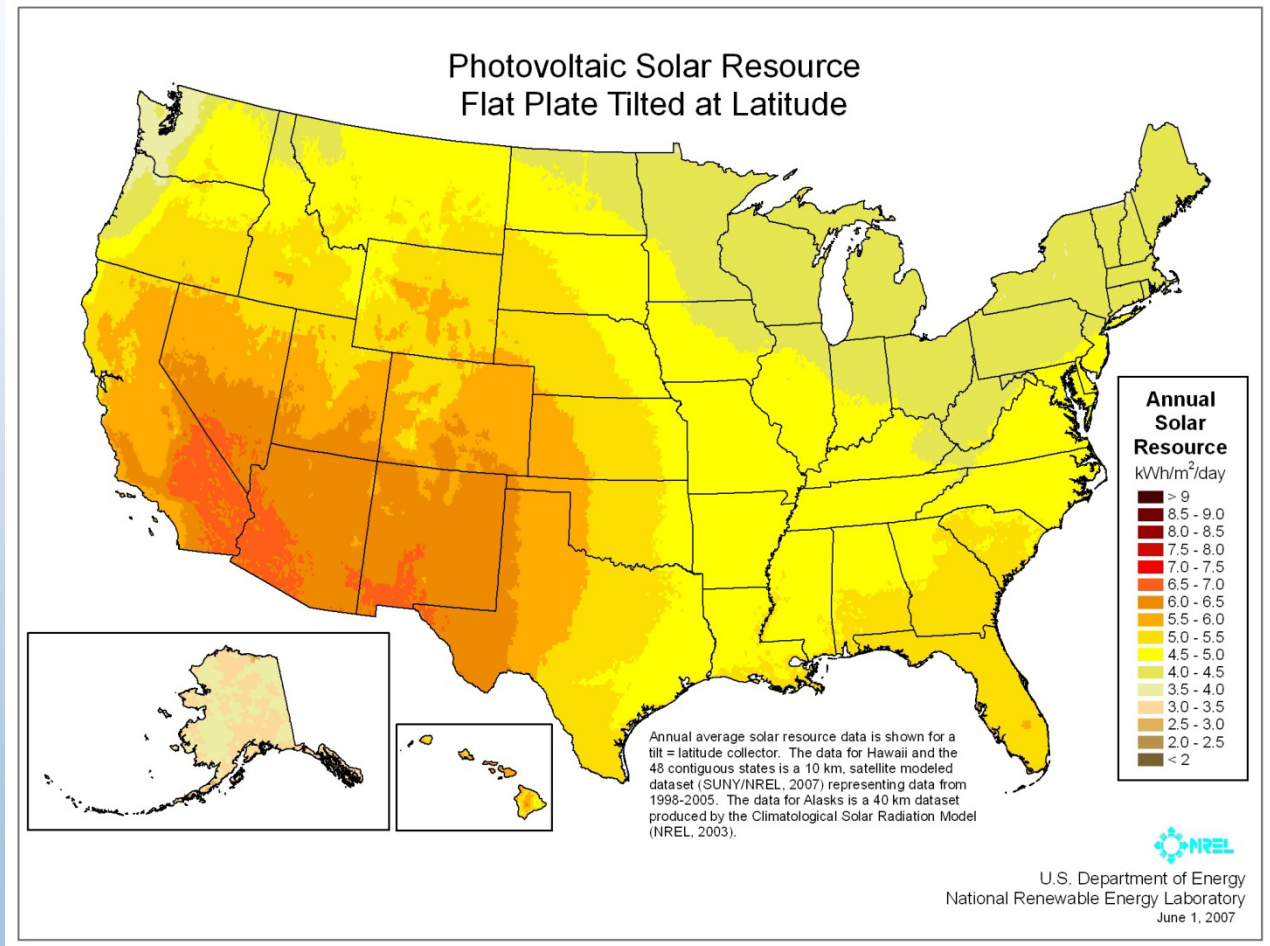 Photovoltaic Solar Resource
Flat Plate Tilted at Latitude
Annual
Solar
Resource
kWh/m²/day
> 9
8.5 - 9.0
8.0 - 8.5
7.5 - 8.0
7.0 - 7.5
6.5 - 7.0
6.0 - 6.5
5.5 - 6.0
5.0 - 5.5
4.5 - 5.0
4.0 - 4.5
3.5 - 4.0
3.0 - 3.5
2.5 - 3.0
2.0 - 2.5
< 2
Annual average solar resource data is shown for a
tilt = latitude collector. The data for Hawaii and the
48 contiguous states is a 10 km, satellite modeled
dataset (SUNY/NREL, 2007) representing data from
1998-2005. The data for Alasks is a 40 km dataset
produced by the Climatological Solar Radiation Model
(NREL, 2003).
NREL
U.S. Department of Energy
National Renewable Energy Laboratory
June 1, 2007